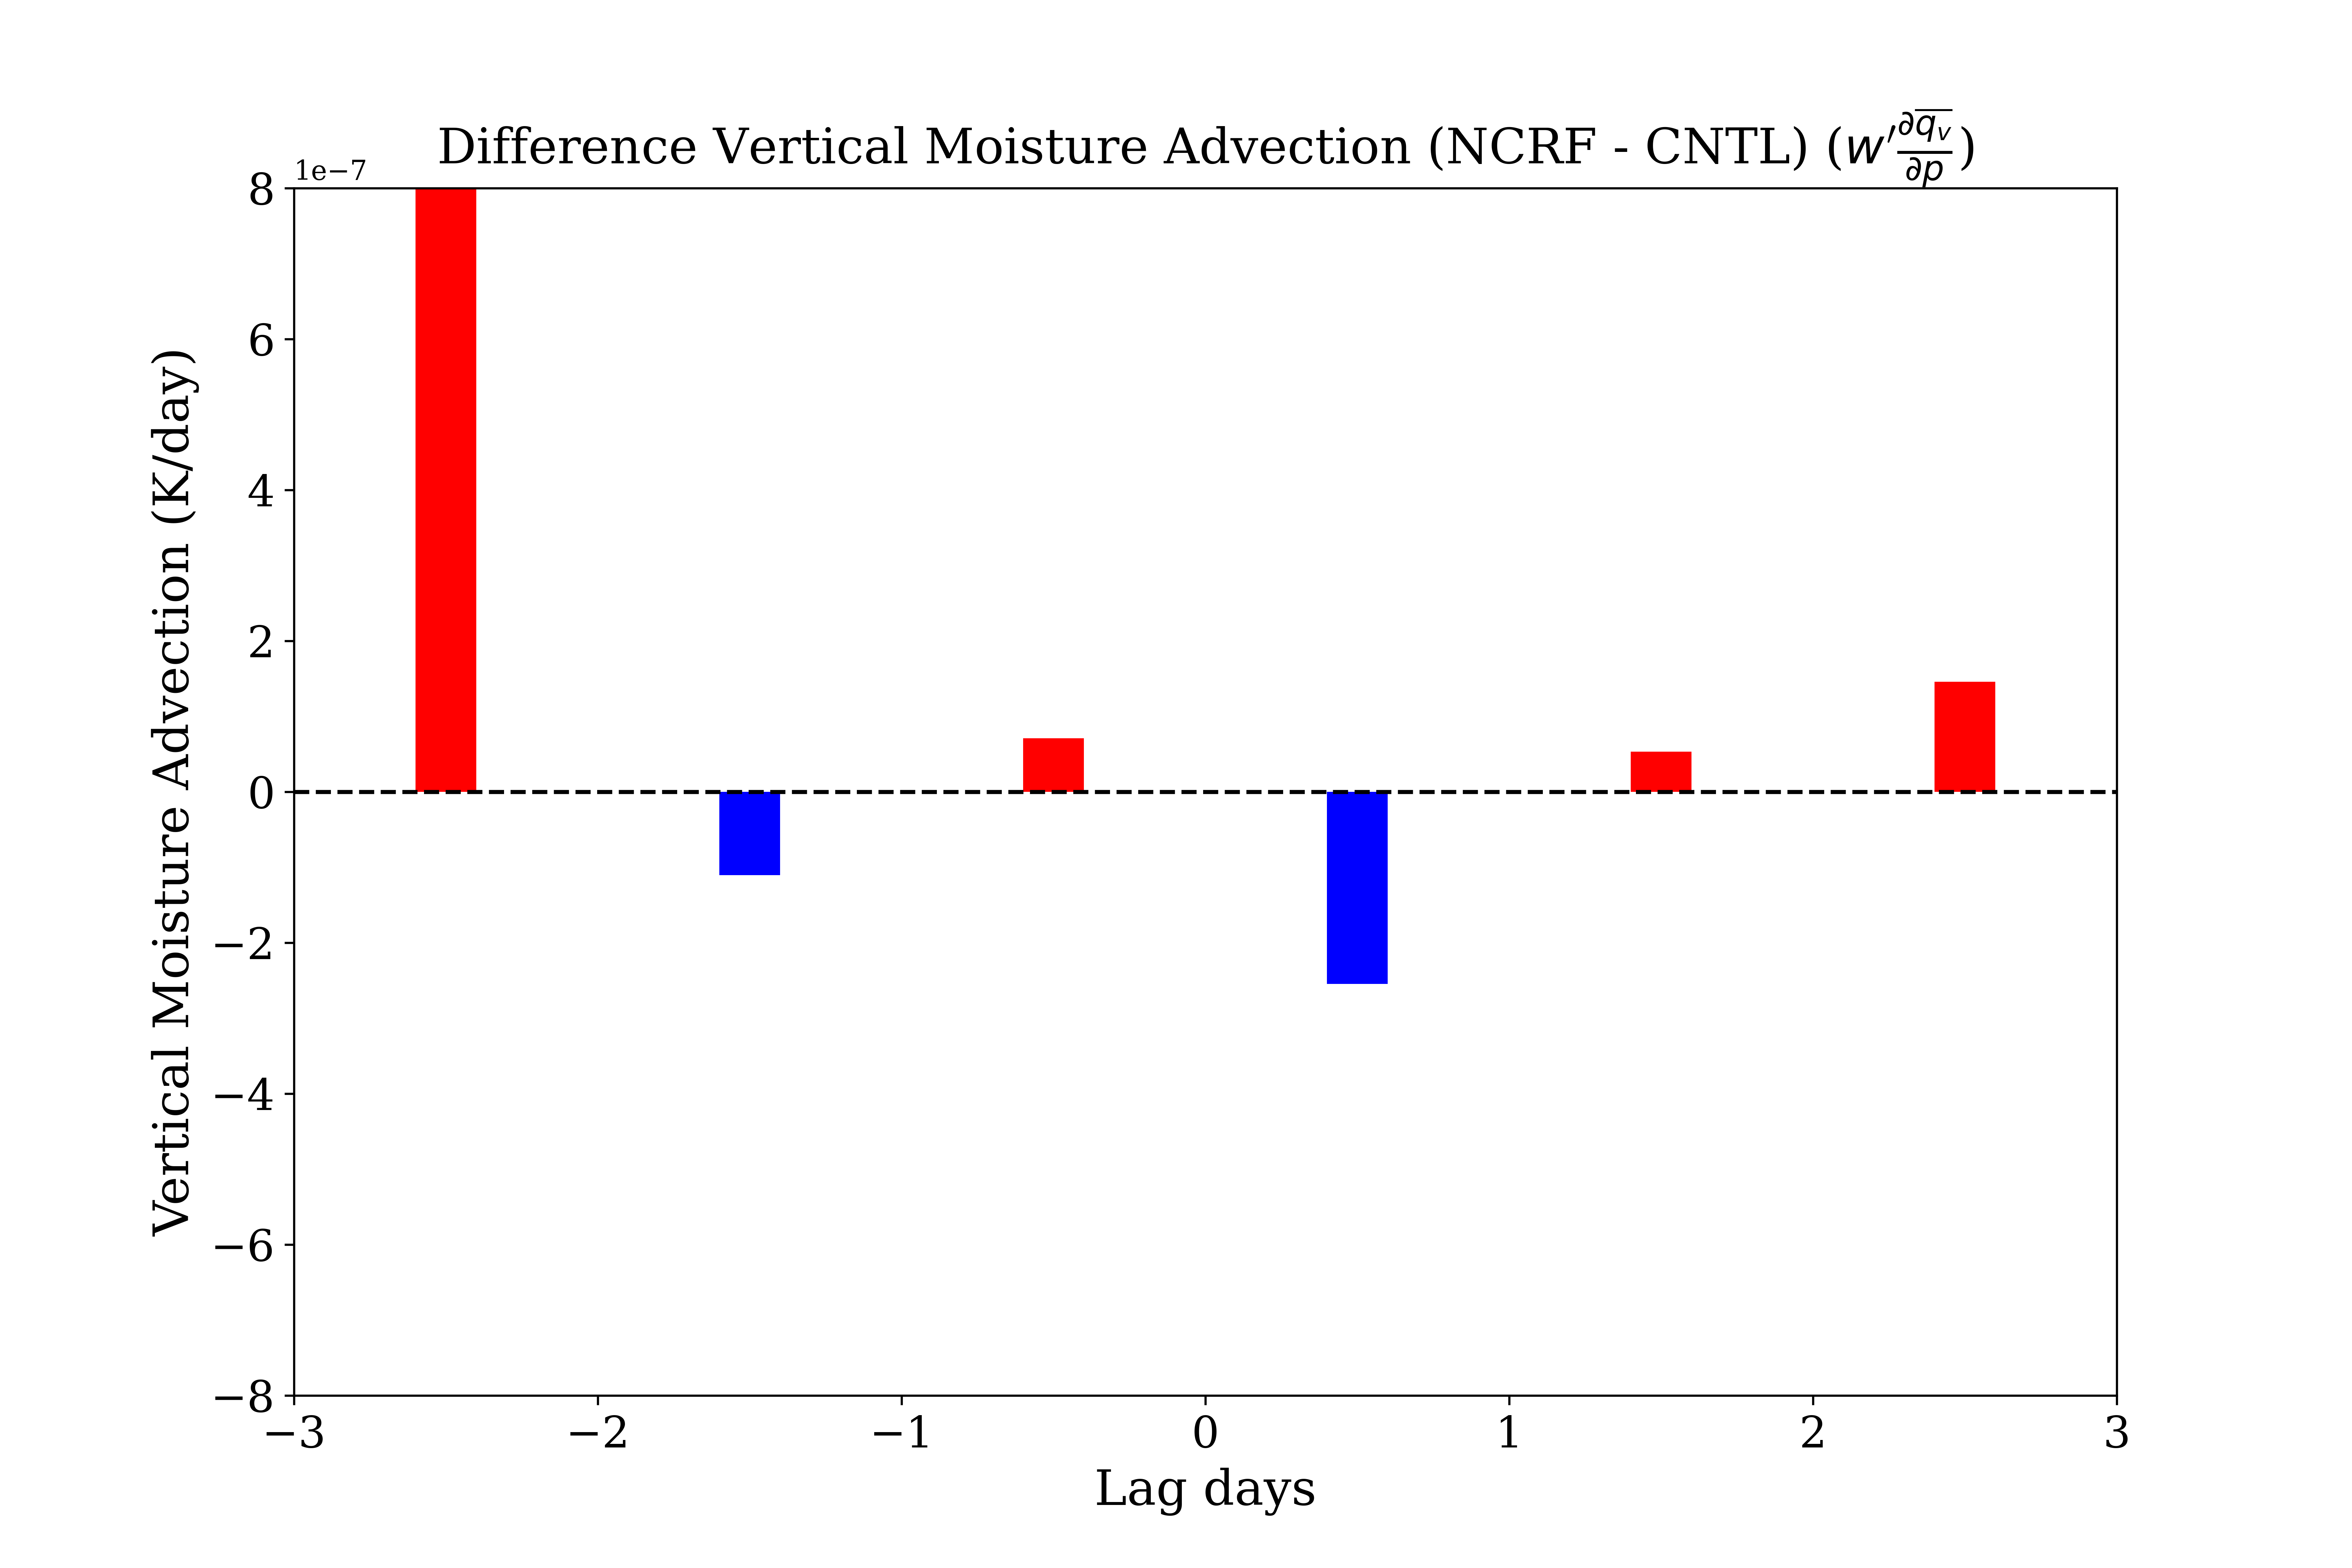 Difference Vertical Moisture Advection (NCRF - CNTL) (w′∂q̅ᵥ/∂p)
1e−7
8
6
4
2
0
−2
−4
−6
−8
Vertical Moisture Advection (K/day)
−3 −2 −1 0 1 2 3
Lag days